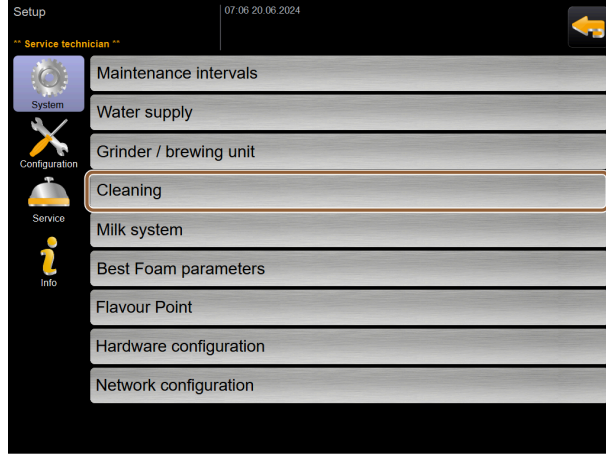 Setup
07:06 20.06.2024
** Service technician **
System
Configuration
Service
Info
Maintenance intervals
Water supply
Grinder / brewing unit
Cleaning
Milk system
Best Foam parameters
Flavour Point
Hardware configuration
Network configuration